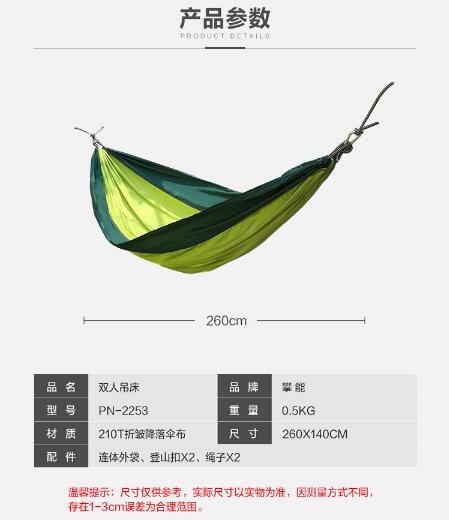 产品参数
PRODUCT DETAILS
260cm
品 名 双人吊床 品 牌 攀 能
型 号 PN-2253 重 量 0.5KG
材 质 210T折皱降落伞布 尺 寸 260X140CM
配 件 连体外袋、登山扣X2、绳子X2
温馨提示：尺寸仅供参考，实际尺寸以实物为准，因测量方式不同，
存在1-3cm误差为合理范围。